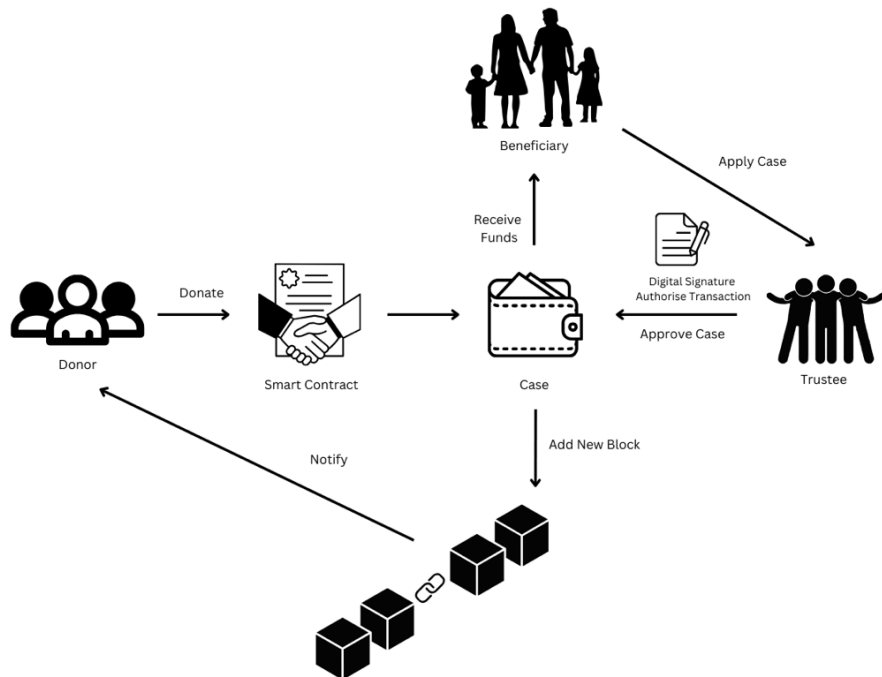 Beneficiary
Apply Case
Receive
Funds
Digital Signature
Authorise Transaction
Donate
Approve Case
Donor
Smart Contract
Case
Trustee
Add New Block
Notify